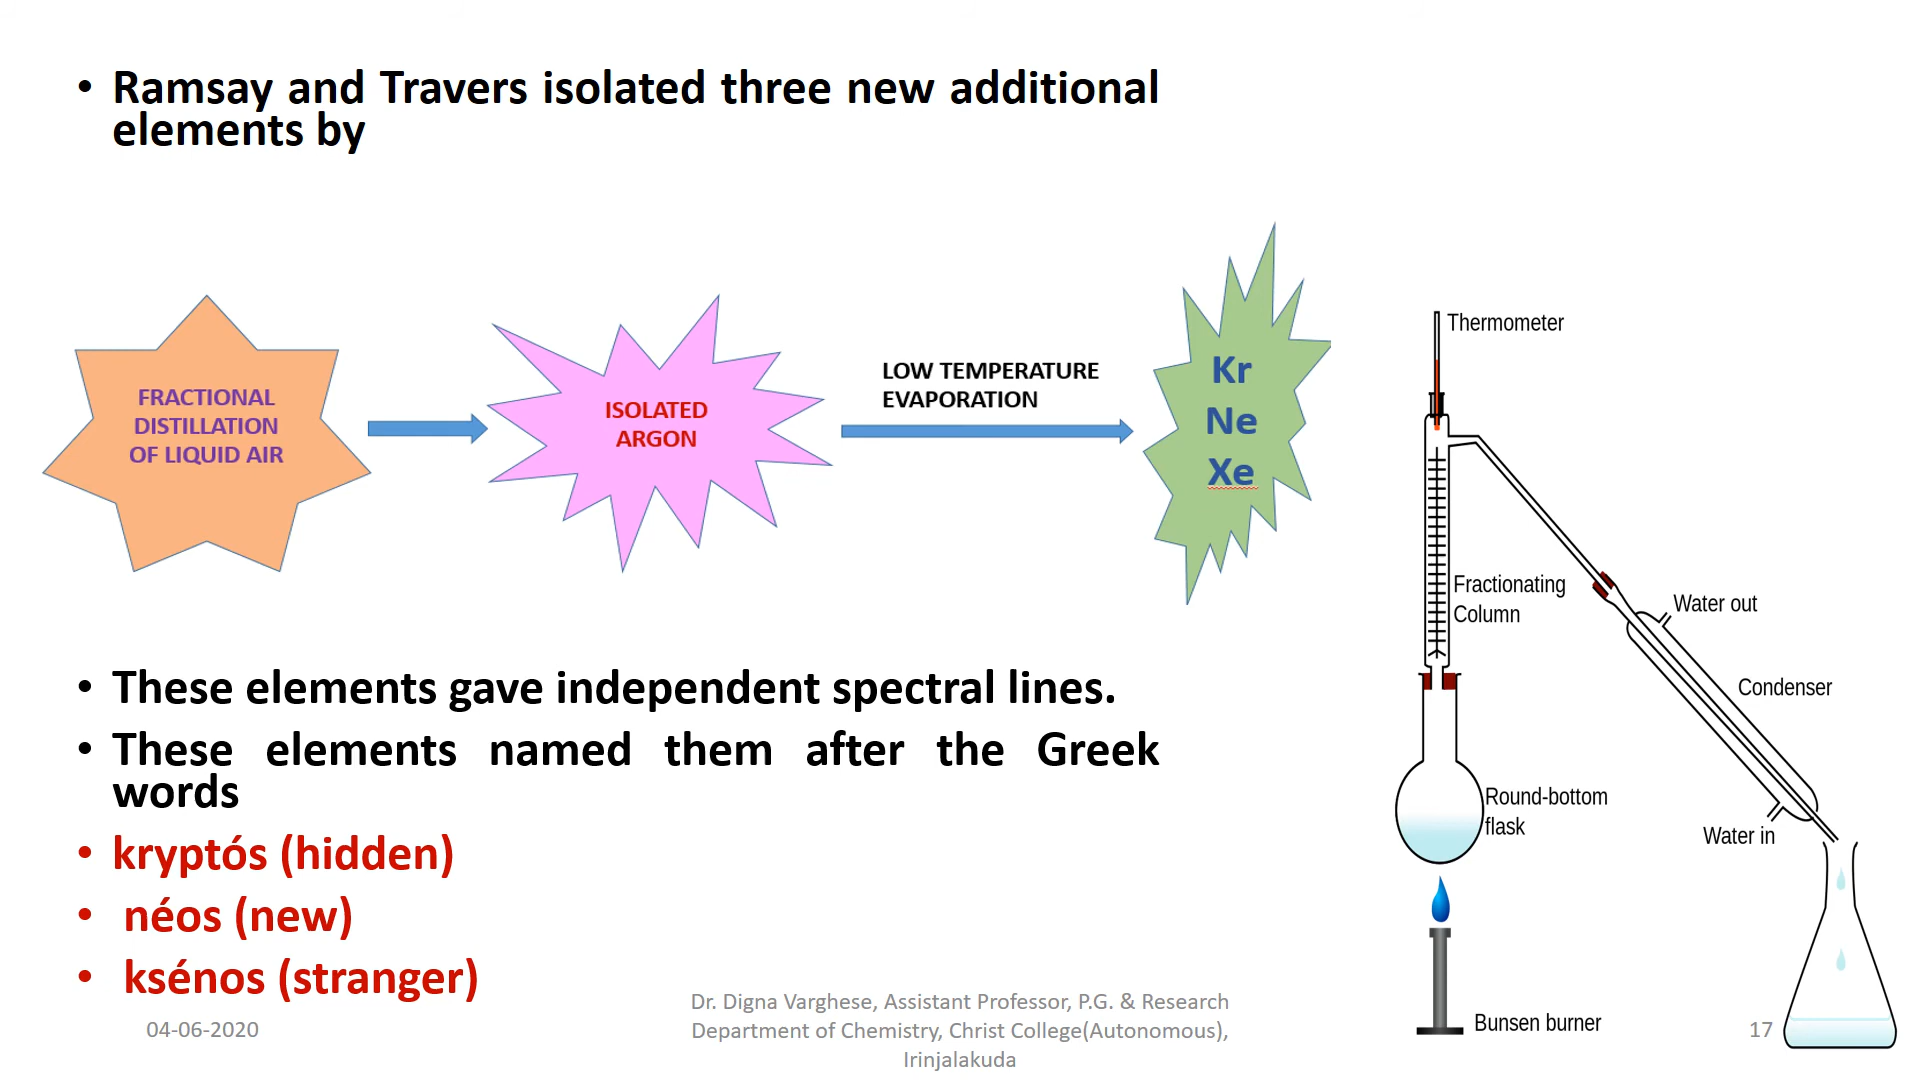 • Ramsay and Travers isolated three new additional
elements by
FRACTIONAL
DISTILLATION
OF LIQUID AIR
ISOLATED
ARGON
LOW TEMPERATURE
EVAPORATION
Kr
Ne
Xe
Thermometer
Fractionating
Column
Water out
Condenser
Round-bottom
flask
Water in
Bunsen burner
• These elements gave independent spectral lines.
• These elements named them after the Greek
words
• kryptós (hidden)
• néos (new)
• ksénos (stranger)
04-06-2020
Dr. Digna Varghese, Assistant Professor, P.G. & Research
Department of Chemistry, Christ College(Autonomous),
Irinjalakuda
17